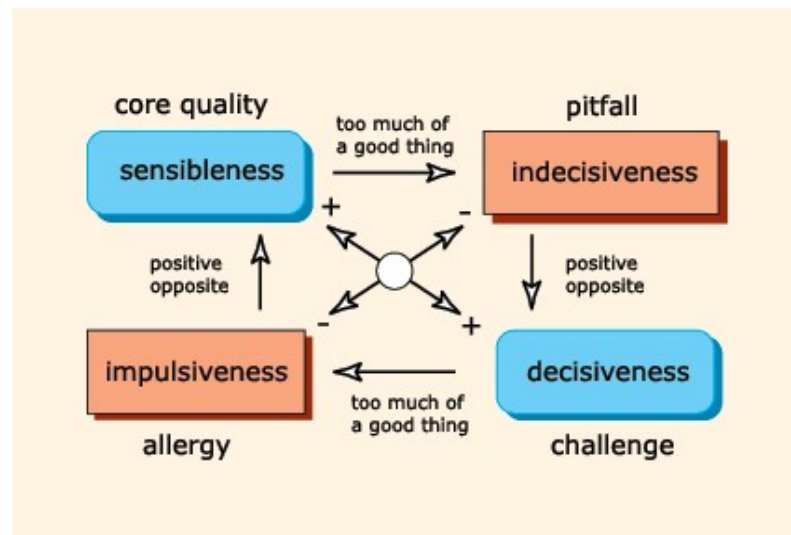 core quality
pitfall
too much of
a good thing
sensibleness
indecisiveness
+
-
positive
opposite
positive
opposite
-
+
impulsiveness
decisiveness
too much of
a good thing
allergy
challenge